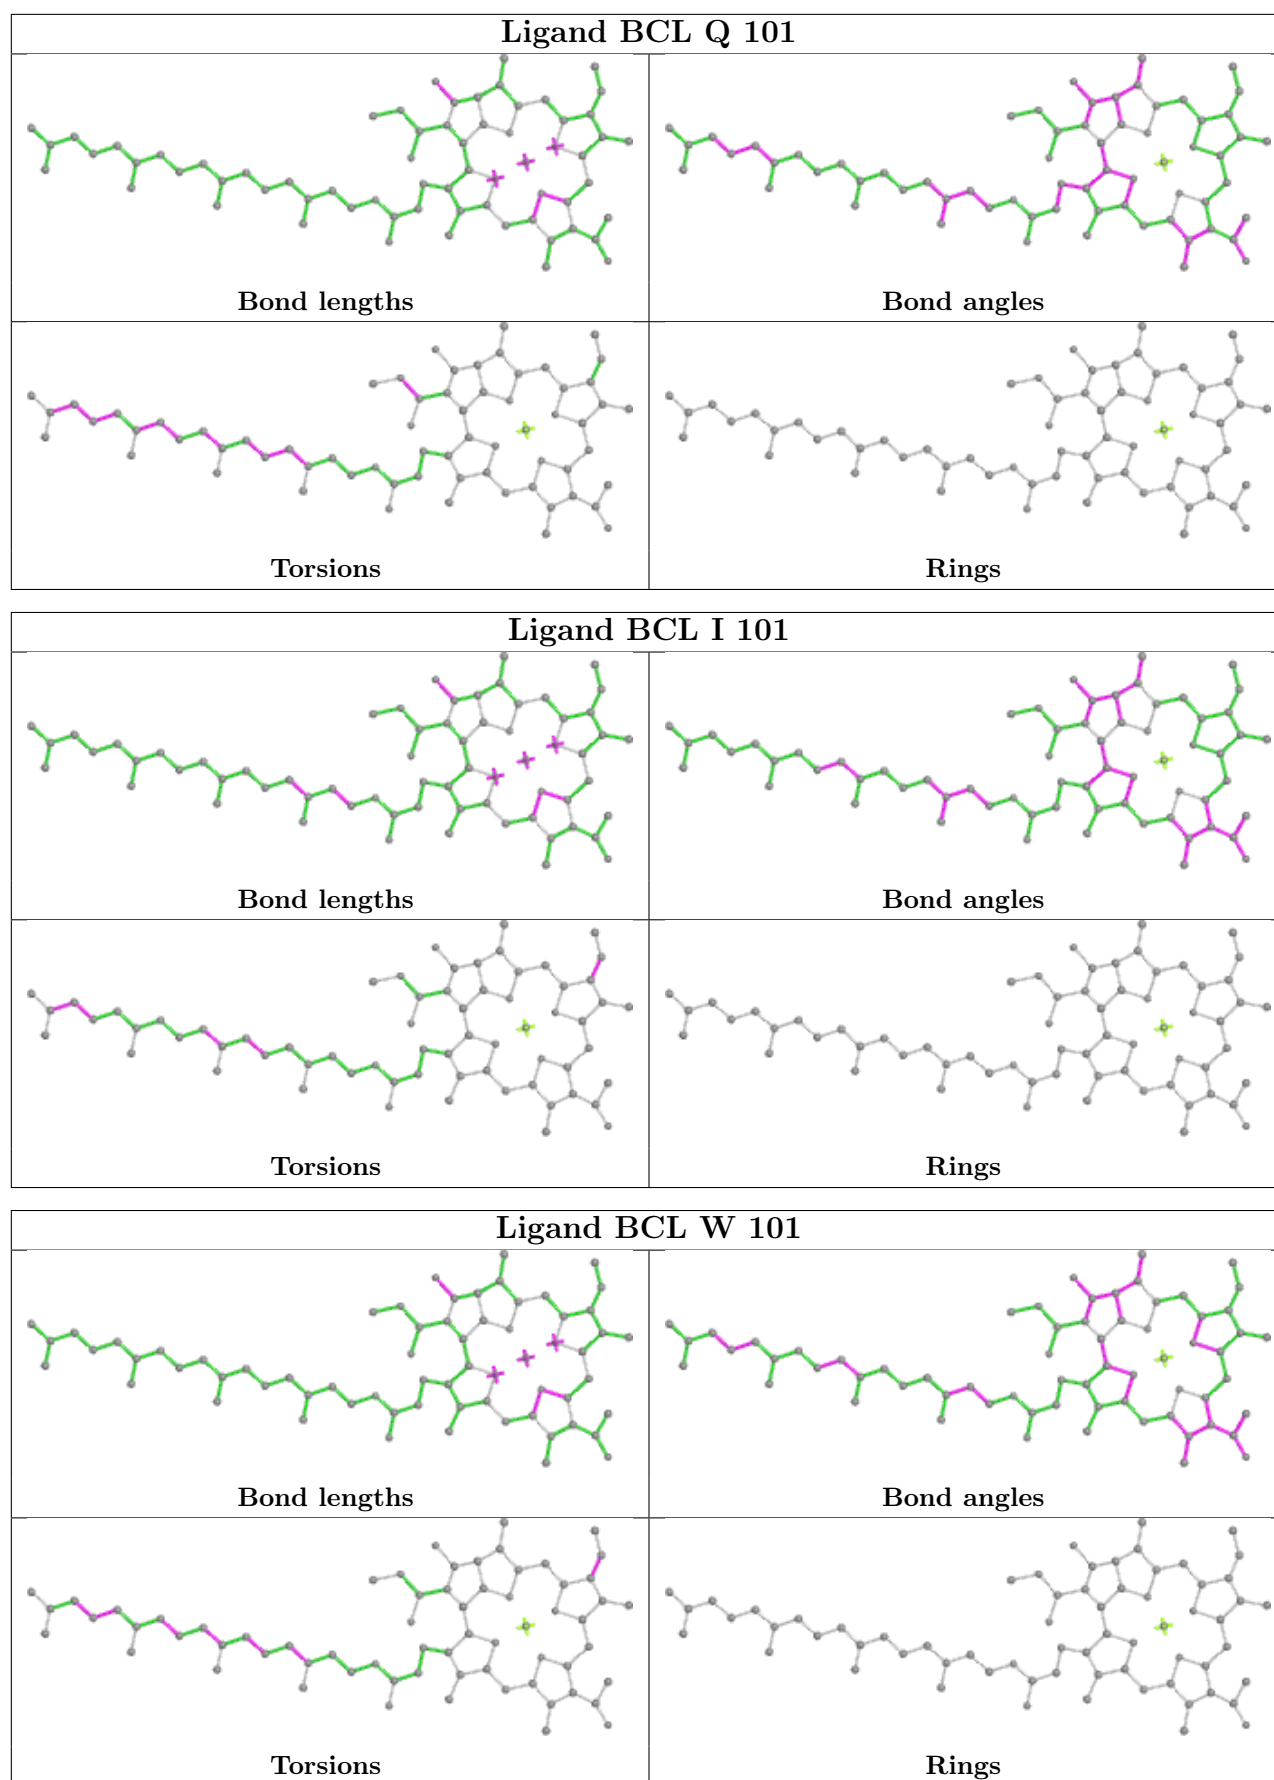 Ligand BCL Q 101
Bond lengths
Bond angles
Torsions
Rings
Ligand BCL I 101
Bond lengths
Bond angles
Torsions
Rings
Ligand BCL W 101
Bond lengths
Bond angles
Torsions
Rings